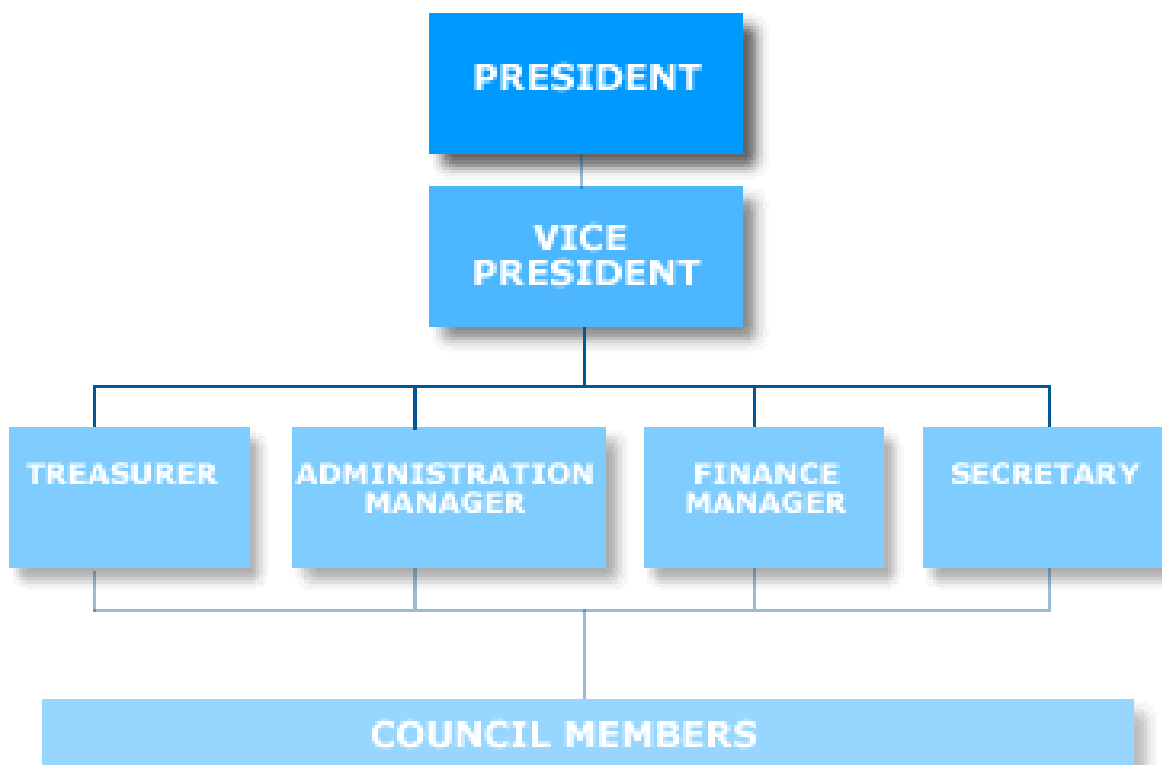 PRESIDENT
VICE
PRESIDENT
TREASURER
ADMINISTRATION
MANAGER
FINANCE
MANAGER
SECRETARY
COUNCIL MEMBERS